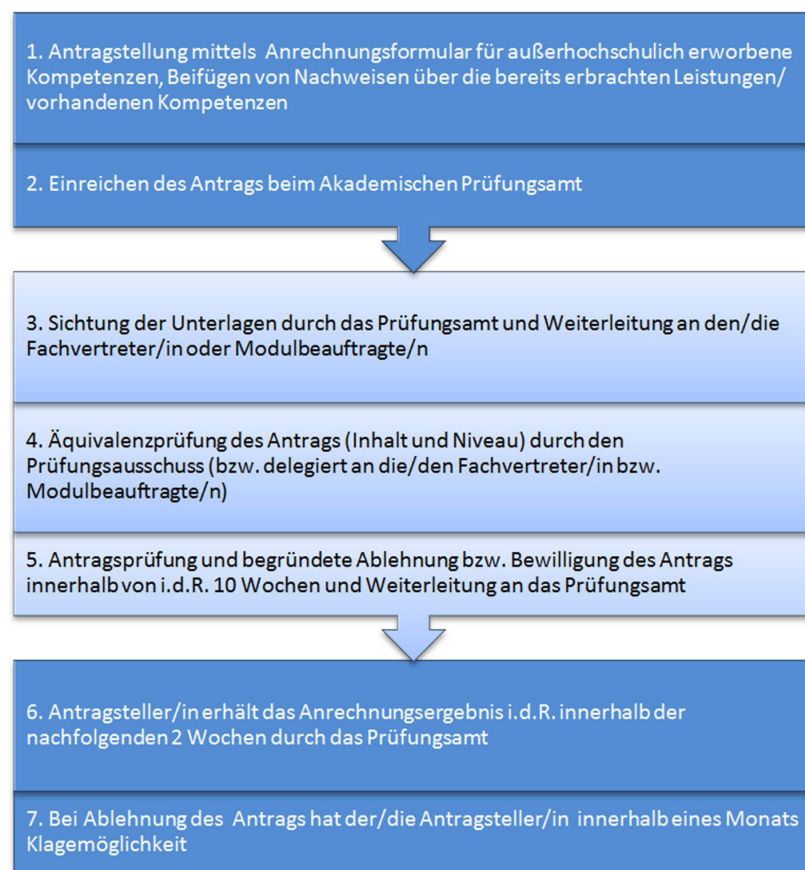 1. Antragstellung mittels Anrechnungsformular für außerhochschulich erworbene
Kompetenzen, Beifügen von Nachweisen über die bereits erbrachten Leistungen/
vorhandenen Kompetenzen
2. Einreichen des Antrags beim Akademischen Prüfungsamt
3. Sichtung der Unterlagen durch das Prüfungsamt und Weiterleitung an den/die
Fachvertreter/in oder Modulbeauftragte/n
4. Äquivalenzprüfung des Antrags (Inhalt und Niveau) durch den
Prüfungsausschuss (bzw. delegiert an die/den Fachvertreter/in bzw.
Modulbeauftragte/n)
5. Antragsprüfung und begründete Ablehnung bzw. Bewilligung des Antrags
innerhalb von i.d.R. 10 Wochen und Weiterleitung an das Prüfungsamt
6. Antragsteller/in erhält das Anrechnungsergebnis i.d.R. innerhalb der
nachfolgenden 2 Wochen durch das Prüfungsamt
7. Bei Ablehnung des Antrags hat der/die Antragsteller/in innerhalb eines Monats
Klagemöglichkeit